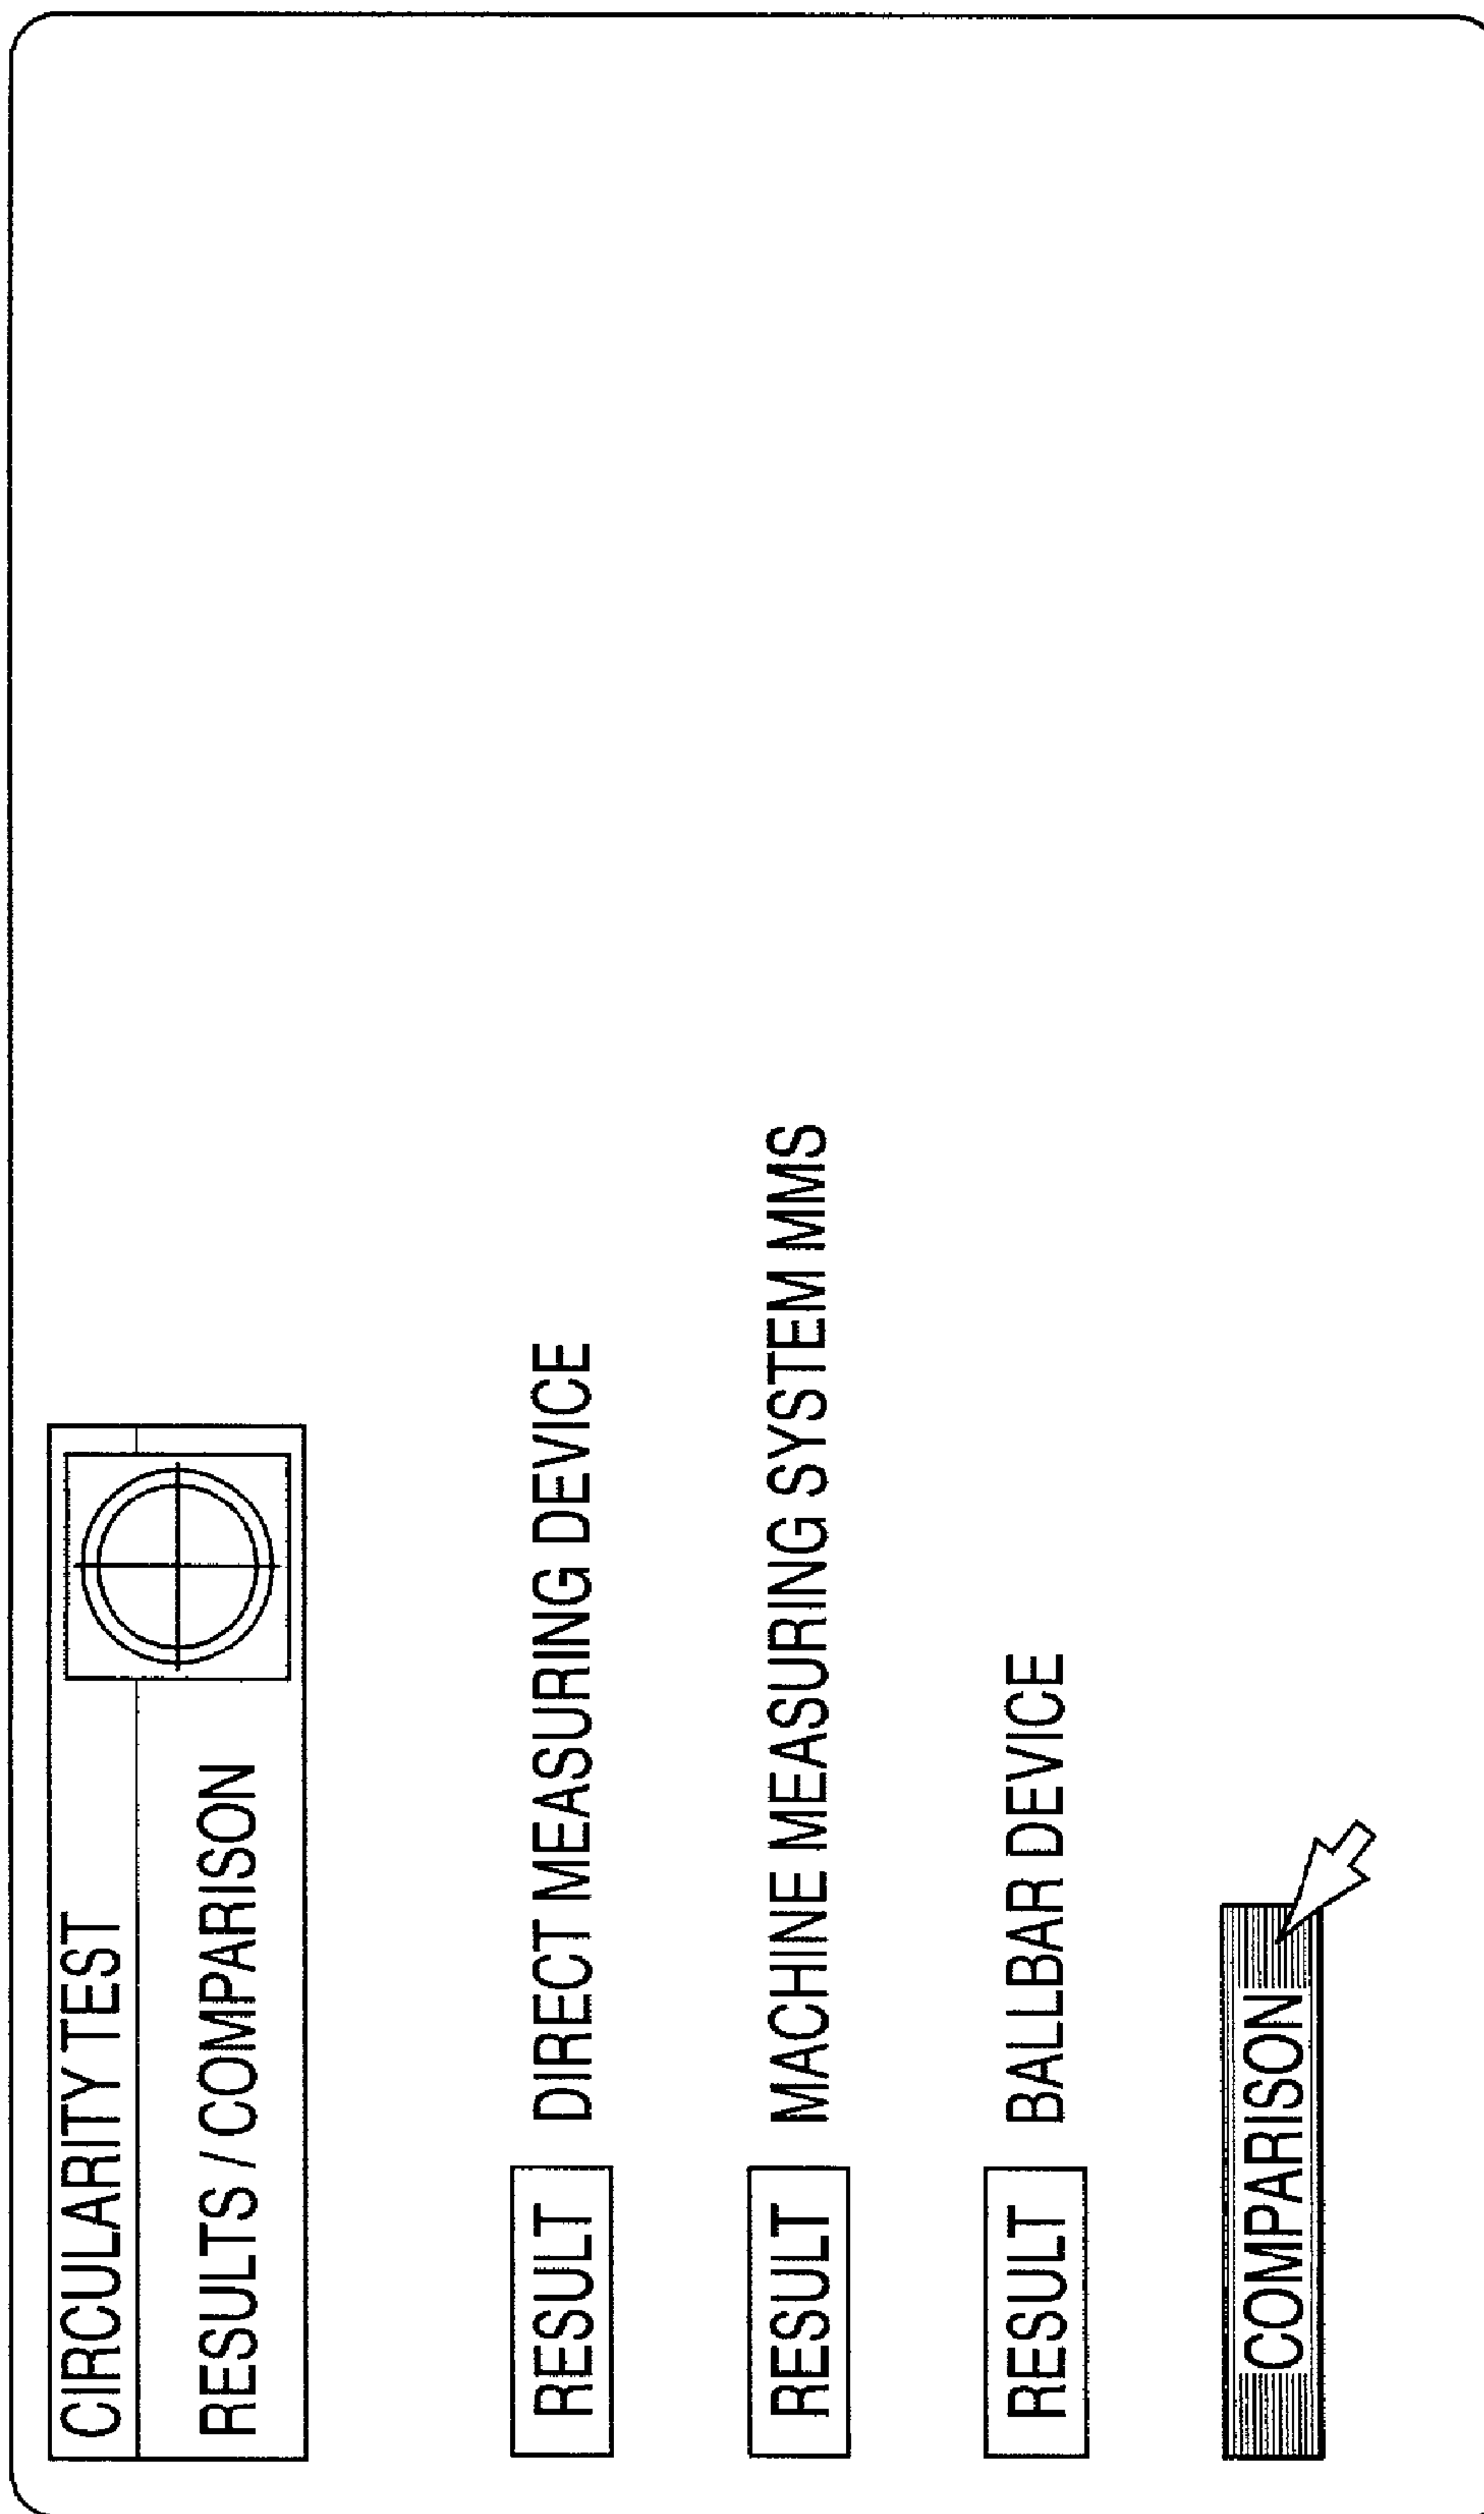 CIRCULARITY TEST
RESULTS / COMPARISON
RESULT DIRECT MEASURING DEVICE
RESULT MACHINE MEASURING SYSTEM MMS
RESULT BALLBAR DEVICE
COMPARISON